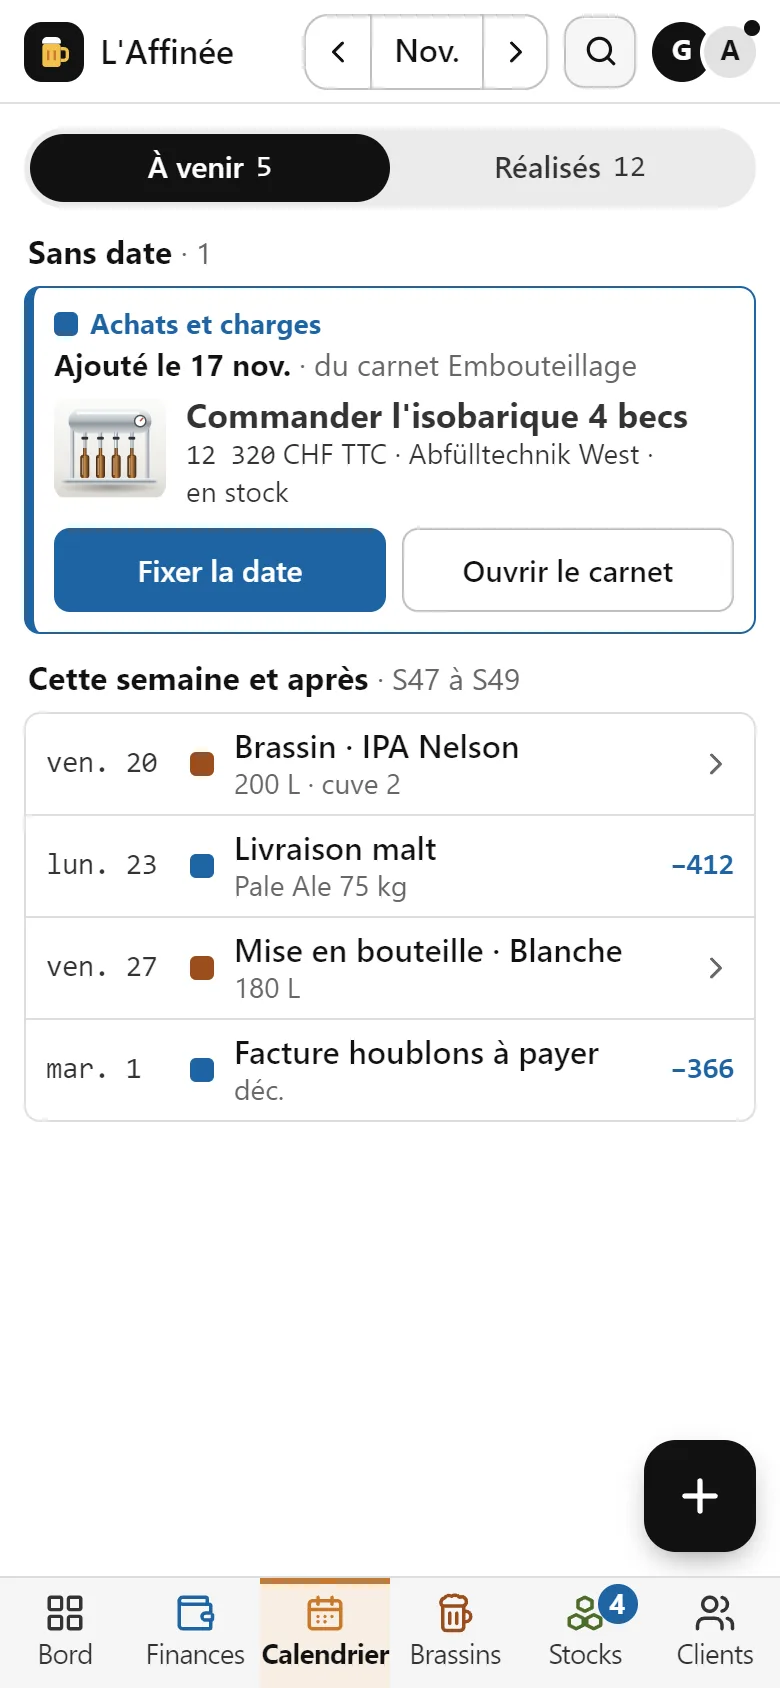 L'Affinée
Nov.
G
A
À venir 5
Réalisés 12
Sans date · 1
Achats et charges
Ajouté le 17 nov. · du carnet Embouteillage
Commander l'isobarique 4 becs
12 320 CHF TTC · Abfülltechnik West ·
en stock
Fixer la date
Ouvrir le carnet
Cette semaine et après · S47 à S49
ven. 20
Brassin · IPA Nelson
200 L · cuve 2
lun. 23
Livraison malt
Pale Ale 75 kg
−412
ven. 27
Mise en bouteille · Blanche
180 L
mar. 1
Facture houblons à payer
déc.
−366
Bord
Finances
Calendrier
Brassins
4
Stocks
Clients